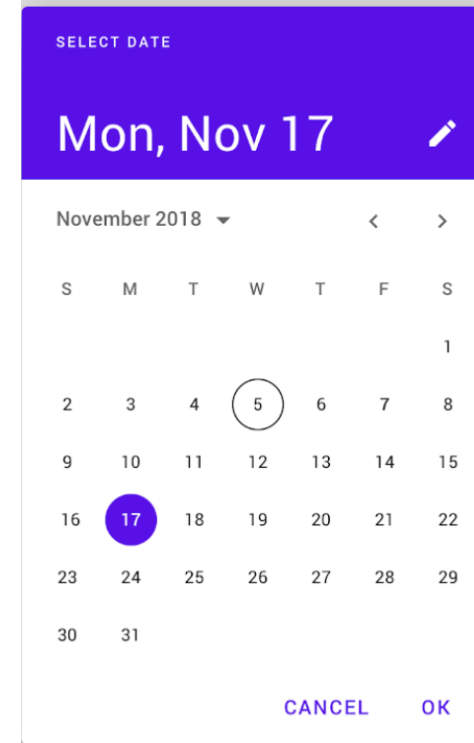 SELECT DATE
Mon, Nov 17
November 2018
S M T W T F S
1
2 3 4 5 6 7 8
9 10 11 12 13 14 15
16 17 18 19 20 21 22
23 24 25 26 27 28 29
30 31
CANCEL OK